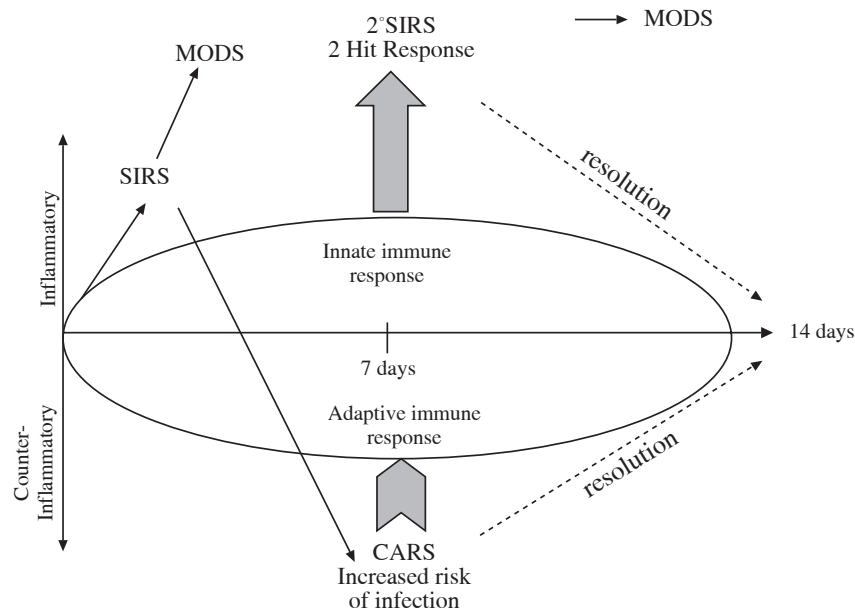 2°SIRS
2 Hit Response
MODS
MODS
SIRS
resolution
Inflammatory
Innate immune
response
14 days
7 days
Adaptive immune
response
Counter-
Inflammatory
resolution
CARS
Increased risk
of infection